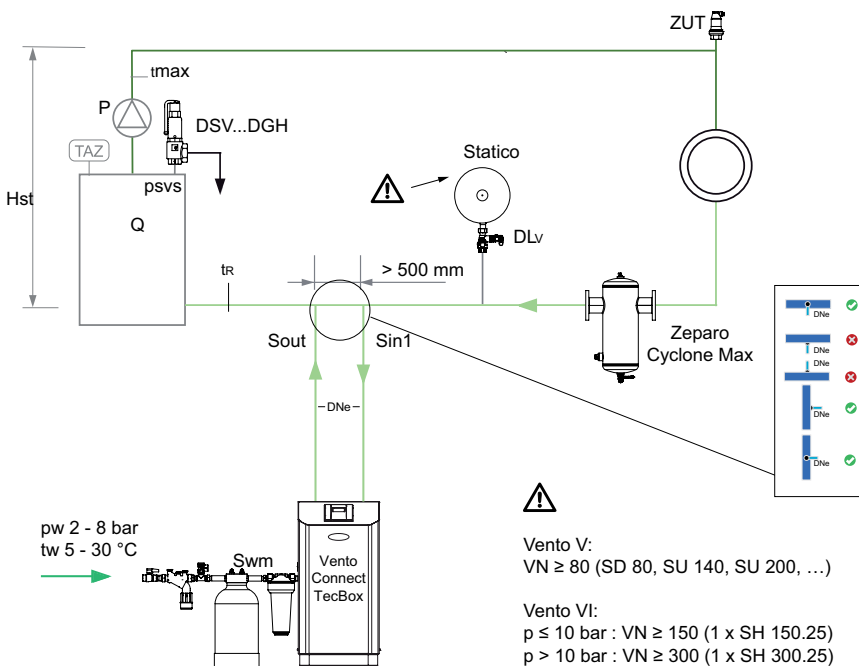 ZUT
tmax
P
DSV...DGH
TAZ
psvs
Statico
Hst
Q
DLV
tR
> 500 mm
Sout
Sin1
Zeparo
Cyclone Max
DNe
DNe
DNe
DNe
DNe
DNe
pw 2 - 8 bar
tw 5 - 30 °C
Swm
Vento
Connect
TecBox
Vento V:
VN ≥ 80 (SD 80, SU 140, SU 200, …)
Vento VI:
p ≤ 10 bar : VN ≥ 150 (1 x SH 150.25)
p > 10 bar : VN ≥ 300 (1 x SH 300.25)